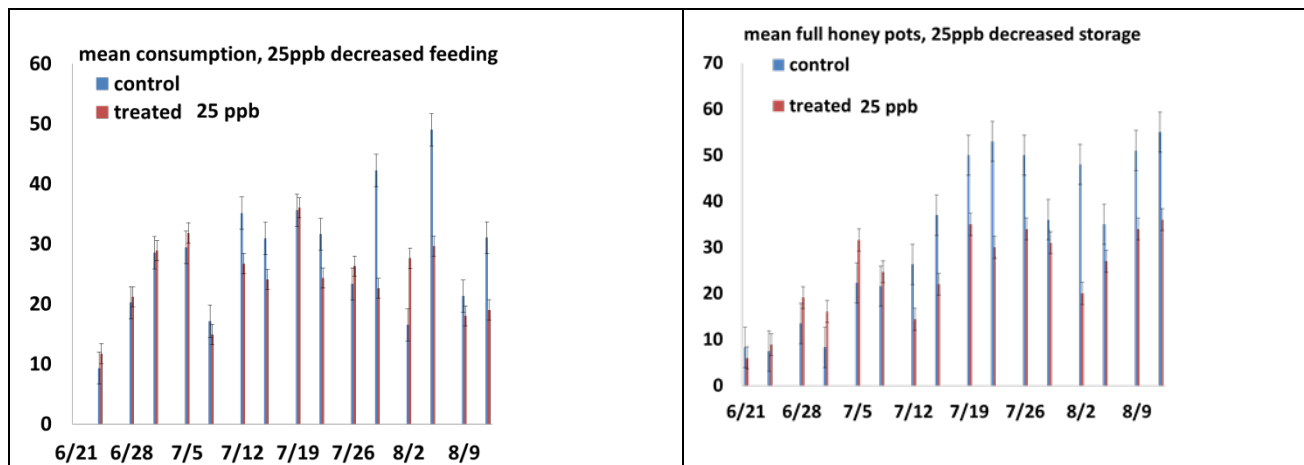 mean consumption, 25ppb decreased feeding
60
control
treated 25 ppb
50
40
30
20
10
0
6/21 6/28 7/5 7/12 7/19 7/26 8/2 8/9
mean full honey pots, 25ppb decreased storage
70
control
60
treated 25 ppb
50
40
30
20
10
0
6/21 6/28 7/5 7/12 7/19 7/26 8/2 8/9